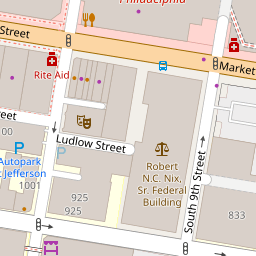 Philadelphia
Street
Market
Rite Aid
100
Ludlow Street
Autopark
Jefferson
1001
Robert
N.C. Nix,
Sr. Federal
Building
South 9th Street
925
925
833